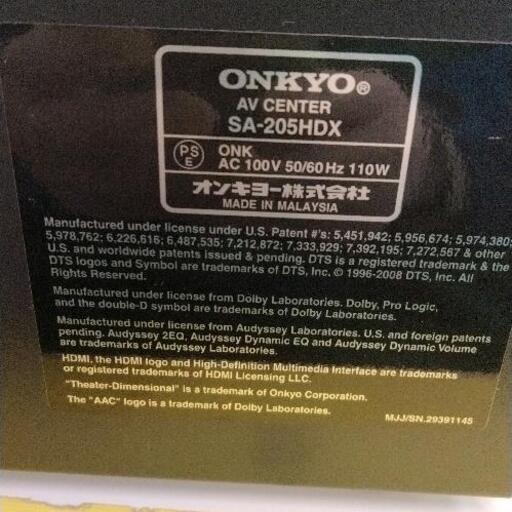 ONKYO®
AV CENTER
SA-205HDX
PS
E
ONK
AC 100V 50/60Hz 110W
オンキヨー株式会社
MADE IN MALAYSIA
Manufactured under license under U.S. Patent #'s: 5,451,942; 5,956,674; 5,974,380;
5,978,762; 6,226,616; 6,487,535; 7,212,872; 7,333,929; 7,392,195; 7,272,567 & other
U.S. and worldwide patents issued & pending. DTS is a registered trademark & the
DTS logos and Symbol are trademarks of DTS, Inc. © 1996-2008 DTS, Inc. All
Rights Reserved.
Manufactured under license from Dolby Laboratories. Dolby, Pro Logic,
and the double-D symbol are trademarks of Dolby Laboratories.
Manufactured under license from Audyssey Laboratories. U.S. and foreign patents
pending. Audyssey 2EQ, Audyssey Dynamic EQ and Audyssey Dynamic Volume
are trademarks of Audyssey Laboratories.
HDMI, the HDMI logo and High-Definition Multimedia Interface are trademarks
or registered trademarks of HDMI Licensing LLC.
"Theater-Dimensional" is a trademark of Onkyo Corporation.
The "AAC" logo is a trademark of Dolby Laboratories.
MJJ/SN.29391145